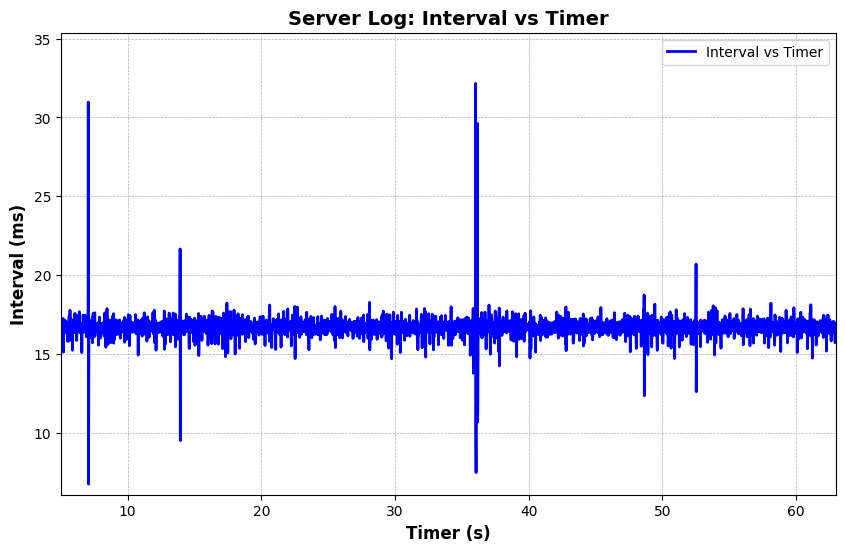 Server Log: Interval vs Timer
Interval vs Timer
Interval (ms)
35
30
25
20
15
10
10 20 30 40 50 60
Timer (s)